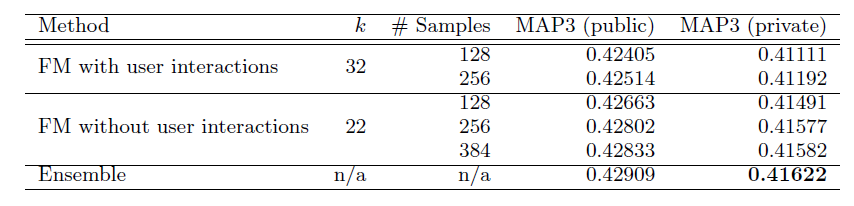 Method k # Samples MAP3 (public) MAP3 (private)
FM with user interactions 32 128 0.42405 0.41111
256 0.42514 0.41192
FM without user interactions 22 128 0.42663 0.41491
256 0.42802 0.41577
384 0.42833 0.41582
Ensemble n/a n/a 0.42909 0.41622